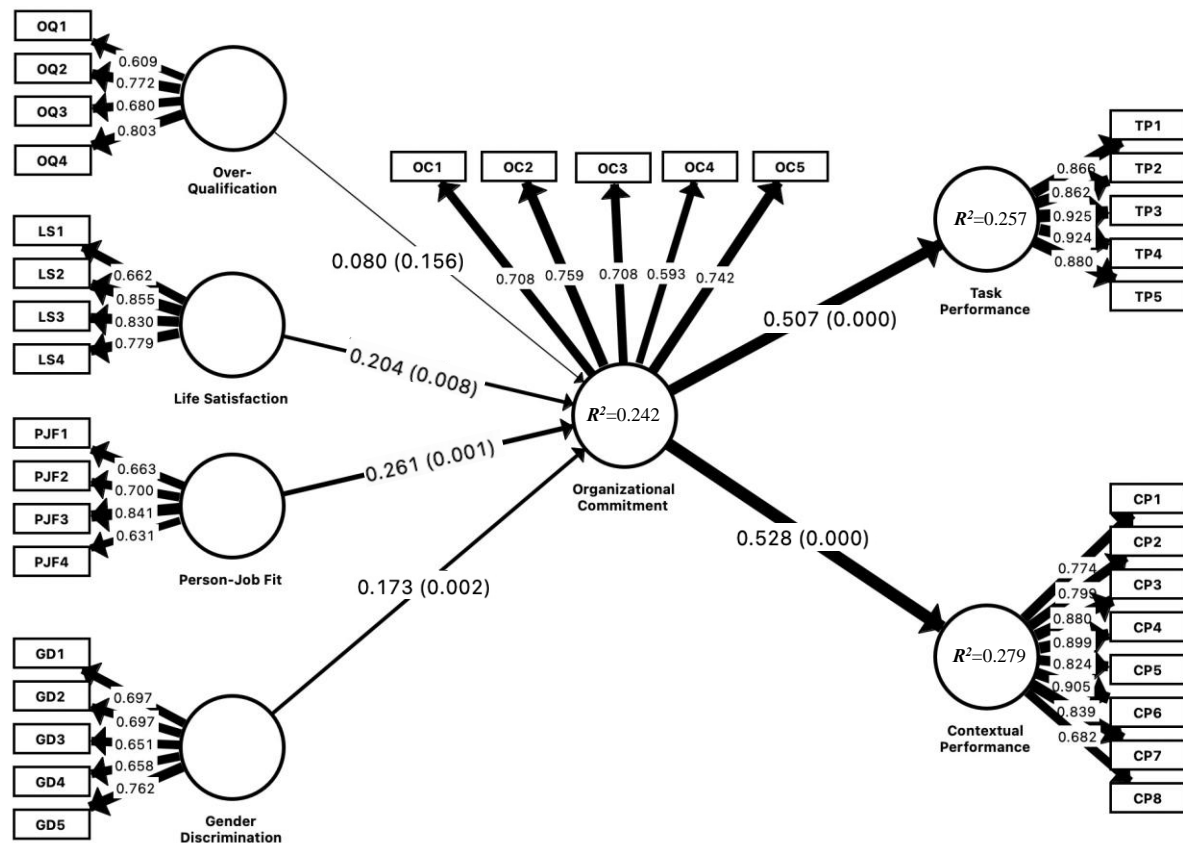 OQ1
OQ2
OQ3
OQ4
0.609
0.772
0.680
0.803
Over-
Qualification
LS1
LS2
LS3
LS4
0.662
0.855
0.830
0.779
Life Satisfaction
PJF1
PJF2
PJF3
PJF4
0.663
0.700
0.841
0.631
Person-Job Fit
GD1
GD2
GD3
GD4
GD5
0.697
0.697
0.651
0.658
0.762
Gender
Discrimination
0.080 (0.156)
0.204 (0.008)
0.261 (0.001)
0.173 (0.002)
OC1
OC2
OC3
OC4
OC5
0.708
0.759
0.708
0.593
0.742
R²=0.242
Organizational
Commitment
0.507 (0.000)
0.528 (0.000)
R²=0.257
Task
Performance
0.866
0.862
0.925
0.924
0.880
TP1
TP2
TP3
TP4
TP5
R²=0.279
Contextual
Performance
0.774
0.799
0.880
0.899
0.824
0.905
0.839
0.682
CP1
CP2
CP3
CP4
CP5
CP6
CP7
CP8